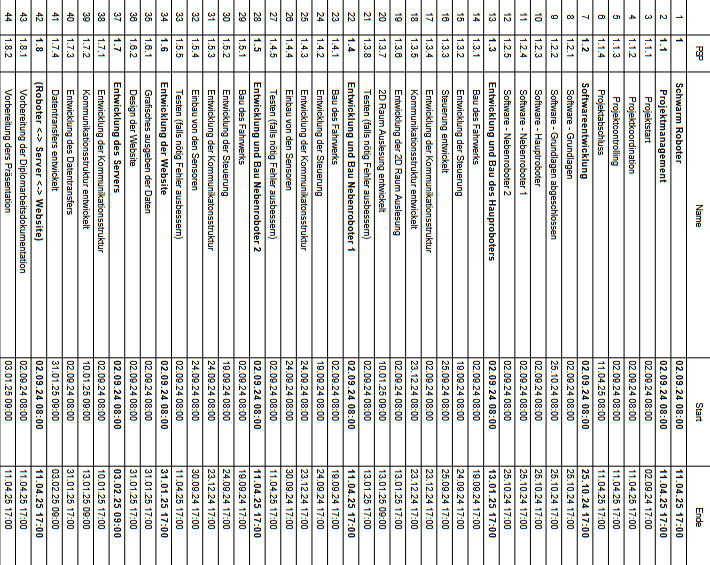 PSP Name Start Ende
1 1 Schwarm Roboter 02.09.24 08:00 11.04.25 17:00
2 1.1 Projektmanagement 02.09.24 08:00 11.04.25 17:00
3 1.1.1 Projektstart 02.09.24 08:00 02.09.24 17:00
4 1.1.2 Projektkoordination 02.09.24 08:00 11.04.25 17:00
5 1.1.3 Projektcontrolling 02.09.24 08:00 11.04.25 17:00
6 1.1.4 Projektabschluss 11.04.25 08:00 11.04.25 17:00
7 1.2 Softwareentwicklung 02.09.24 08:00 25.10.24 17:00
8 1.2.1 Software - Grundlagen 02.09.24 08:00 25.10.24 17:00
9 1.2.2 Software - Grundlagen abgeschlossen 25.10.24 08:00 25.10.24 17:00
10 1.2.3 Software - Hauptroboter 02.09.24 08:00 25.10.24 17:00
11 1.2.4 Software - Nebenroboter 1 02.09.24 08:00 25.10.24 17:00
12 1.2.5 Software - Nebenroboter 2 02.09.24 08:00 25.10.24 17:00
13 1.3 Entwicklung und Bau des Hauproboters 02.09.24 08:00 13.01.25 17:00
14 1.3.1 Bau des Fahrwerks 02.09.24 08:00 19.09.24 17:00
15 1.3.2 Entwicklung der Steuerung 19.09.24 08:00 24.09.24 17:00
16 1.3.3 Steuerung entwickelt 25.09.24 08:00 25.09.24 17:00
17 1.3.4 Entwicklung der Kommunikatonsstruktur 02.09.24 08:00 23.12.24 17:00
18 1.3.5 Kommunikationsstruktur entwickelt 23.12.24 08:00 23.12.24 17:00
19 1.3.6 Entwicklung der 2D Raum Auslesung 02.09.24 08:00 13.01.25 17:00
20 1.3.7 2D Raum Auslesung entwickelt 10.01.25 09:00 13.01.25 09:00
21 1.3.8 Testen (falls nötig Fehler ausbessern) 02.09.24 08:00 13.01.25 17:00
22 1.4 Entwicklung und Bau Nebenroboter 1 02.09.24 08:00 11.04.25 17:00
23 1.4.1 Bau des Fahrwerks 02.09.24 08:00 19.09.24 17:00
24 1.4.2 Entwicklung der Steuerung 19.09.24 08:00 24.09.24 17:00
25 1.4.3 Entwicklung der Kommunikatonsstruktur 24.09.24 08:00 23.12.24 17:00
26 1.4.4 Einbau von den Sensoren 24.09.24 08:00 30.09.24 17:00
27 1.4.5 Testen (falls nötig Fehler ausbessern) 02.09.24 08:00 11.04.25 17:00
28 1.5 Entwicklung und Bau Nebenroboter 2 02.09.24 08:00 11.04.25 17:00
29 1.5.1 Bau des Fahrwerks 02.09.24 08:00 19.09.24 17:00
30 1.5.2 Entwicklung der Steuerung 19.09.24 08:00 24.09.24 17:00
31 1.5.3 Entwicklung der Kommunikatonsstruktur 24.09.24 08:00 23.12.24 17:00
32 1.5.4 Einbau von den Sensoren 24.09.24 08:00 30.09.24 17:00
33 1.5.5 Testen (falls nötig Fehler ausbessern) 02.09.24 08:00 11.04.25 17:00
34 1.6 Entwicklung der Website 02.09.24 08:00 31.01.25 17:00
35 1.6.1 Grafisches ausgeben der Daten 02.09.24 08:00 31.01.25 17:00
36 1.6.2 Design der Website 02.09.24 08:00 31.01.25 17:00
37 1.7 Entwicklung des Servers 02.09.24 08:00 03.02.25 09:00
38 1.7.1 Entwicklung der Kommunikatonsstruktur 02.09.24 08:00 10.01.25 17:00
39 1.7.2 Kommunikationsstruktur entwickelt 10.01.25 09:00 13.01.25 09:00
40 1.7.3 Entwicklung des Datentransfers 02.09.24 08:00 31.01.25 17:00
41 1.7.4 Datentransfers entwickelt 31.01.25 09:00 03.02.25 09:00
42 1.8 (Roboter <-> Server <-> Website) 02.09.24 08:00 11.04.25 17:00
43 1.8.1 Vorbereitung der Diplomarbeitsdokumentation 02.09.24 08:00 11.04.25 17:00
44 1.8.2 Vorbereitung ders Präsentation 03.01.25 09:00 11.04.25 17:00